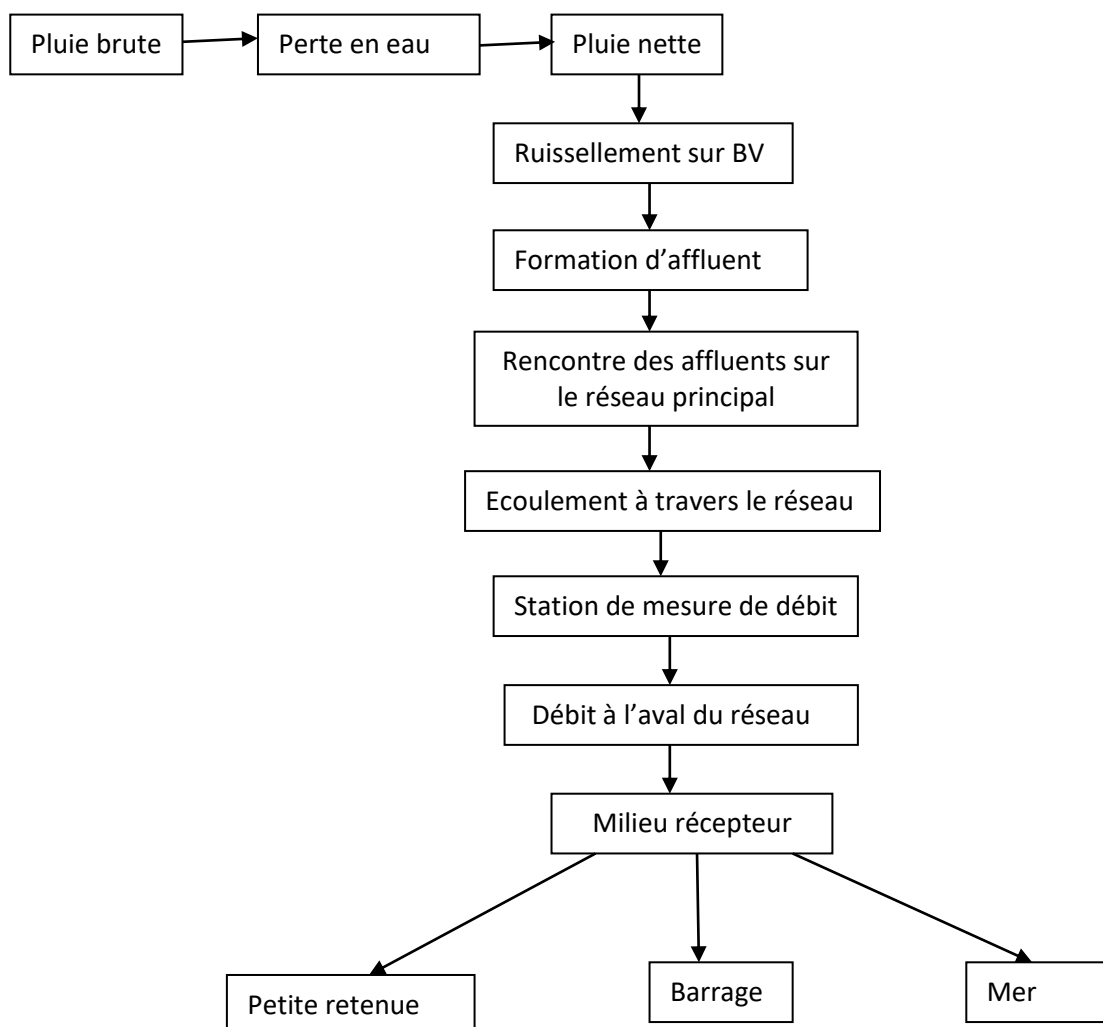 Pluie brute
Perte en eau
Pluie nette
Ruissellement sur BV
Formation d’affluent
Rencontre des affluents sur
le réseau principal
Ecoulement à travers le réseau
Station de mesure de débit
Débit à l’aval du réseau
Milieu récepteur
Petite retenue
Barrage
Mer